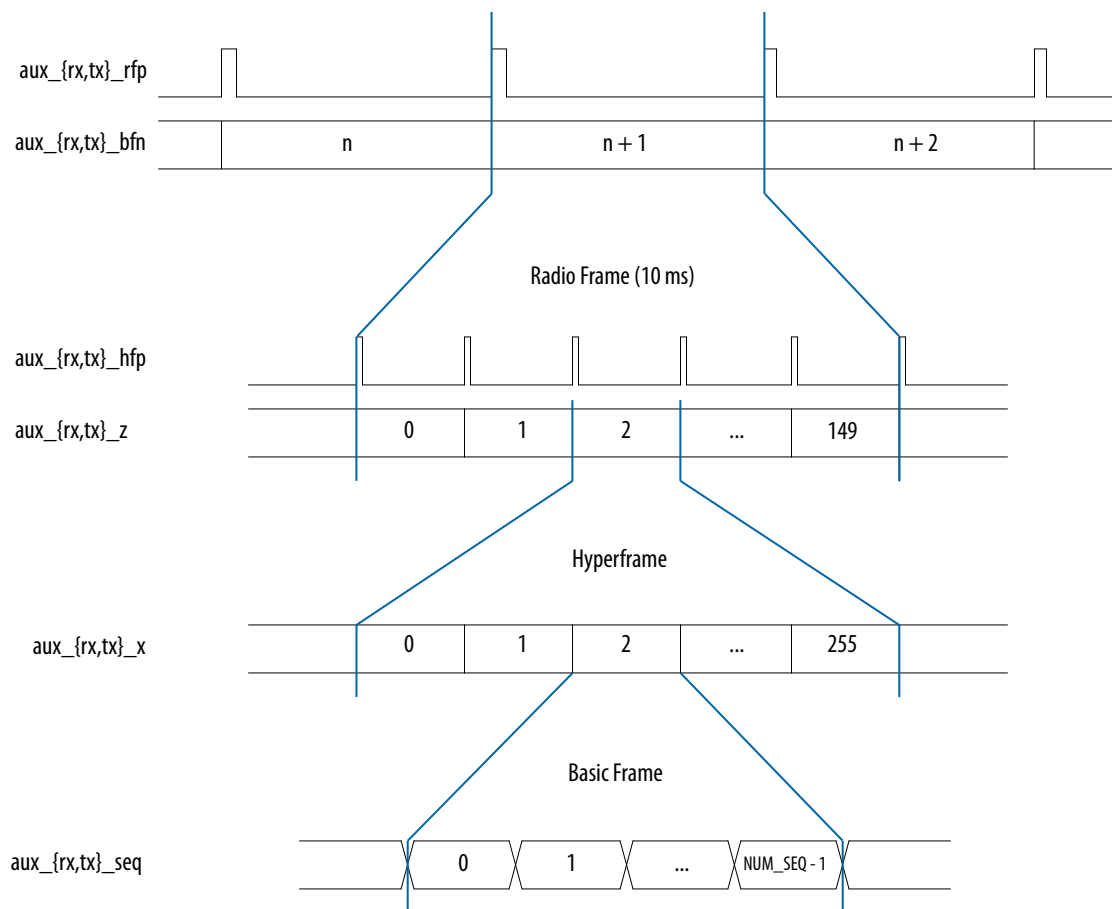 aux_{rx,tx}_rfp
aux_{rx,tx}_bfn n n + 1 n + 2
Radio Frame (10 ms)
aux_{rx,tx}_hfp
aux_{rx,tx}_z 0 1 2 ... 149
Hyperframe
aux_{rx,tx}_x 0 1 2 ... 255
Basic Frame
aux_{rx,tx}_seq 0 1 ... NUM_SEQ - 1